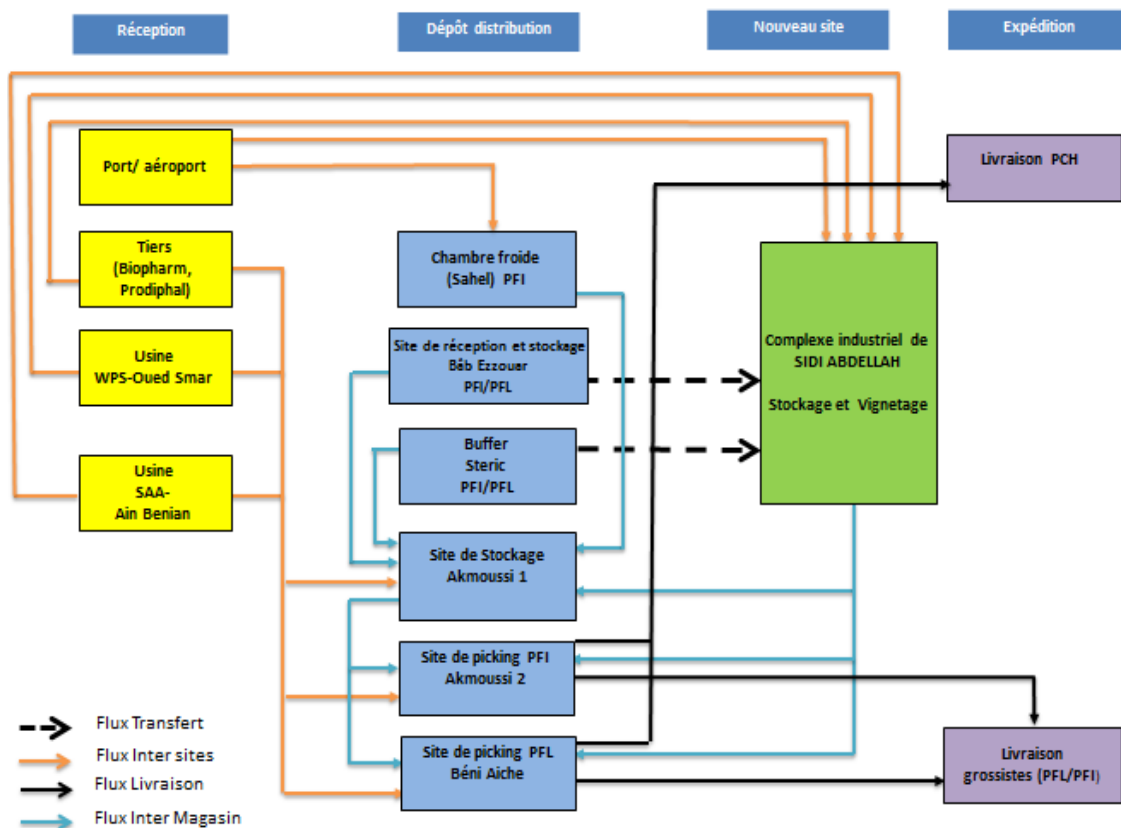 Réception
Dépôt distribution
Nouveau site
Expédition
Port/ aéroport
Livraison PCH
Tiers
(Biopharm,
Prodiphal)
Chambre froide
(Sahel) PFI
Usine
WPS-Oued Smar
Site de réception et stockage
Bâb Ezzouar
PFI/PFL
Complexe industriel de
SIDI ABDELLAH
Stockage et Vignetage
Usine
SAA-
Ain Benian
Buffer
Steric
PFI/PFL
Site de Stockage
Akmoussi 1
Site de picking PFI
Akmoussi 2
Site de picking PFL
Béni Aiche
Livraison
grossistes (PFL/PFI)
Flux Transfert
Flux Inter sites
Flux Livraison
Flux Inter Magasin